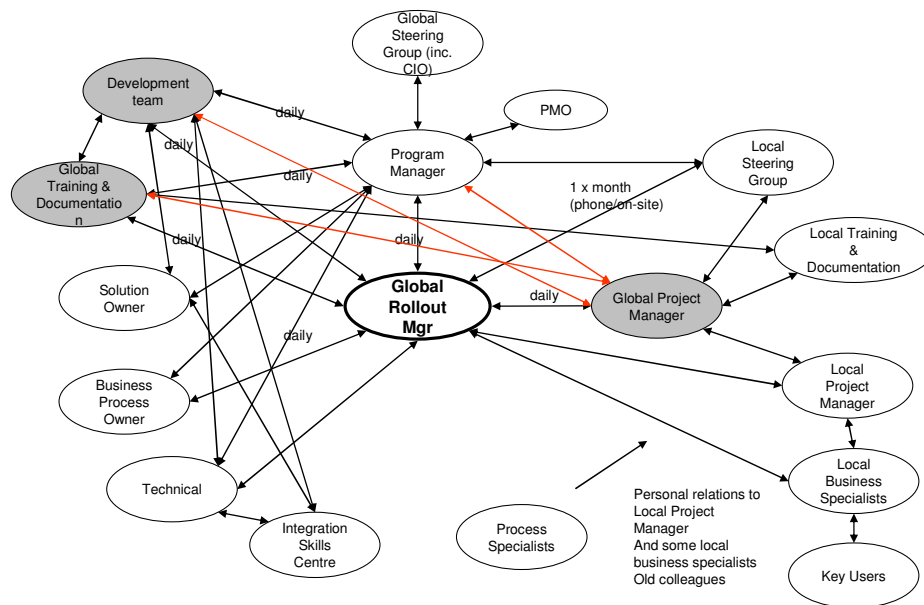 Global
Steering
Group (inc.
CIO)
Development
team
daily
PMO
daily
Program
Manager
Local
Steering
Group
Global
Training &
Documentatio
n
daily
1 x month
(phone/on-site)
daily
daily
Local Training
&
Documentation
Solution
Owner
Global
Rollout
Mgr
daily
Global Project
Manager
daily
Business
Process
Owner
Local
Project
Manager
Technical
Local
Business
Specialists
Integration
Skills
Centre
Process
Specialists
Personal relations to
Local Project
Manager
And some local
business specialists
Old colleagues
Key Users